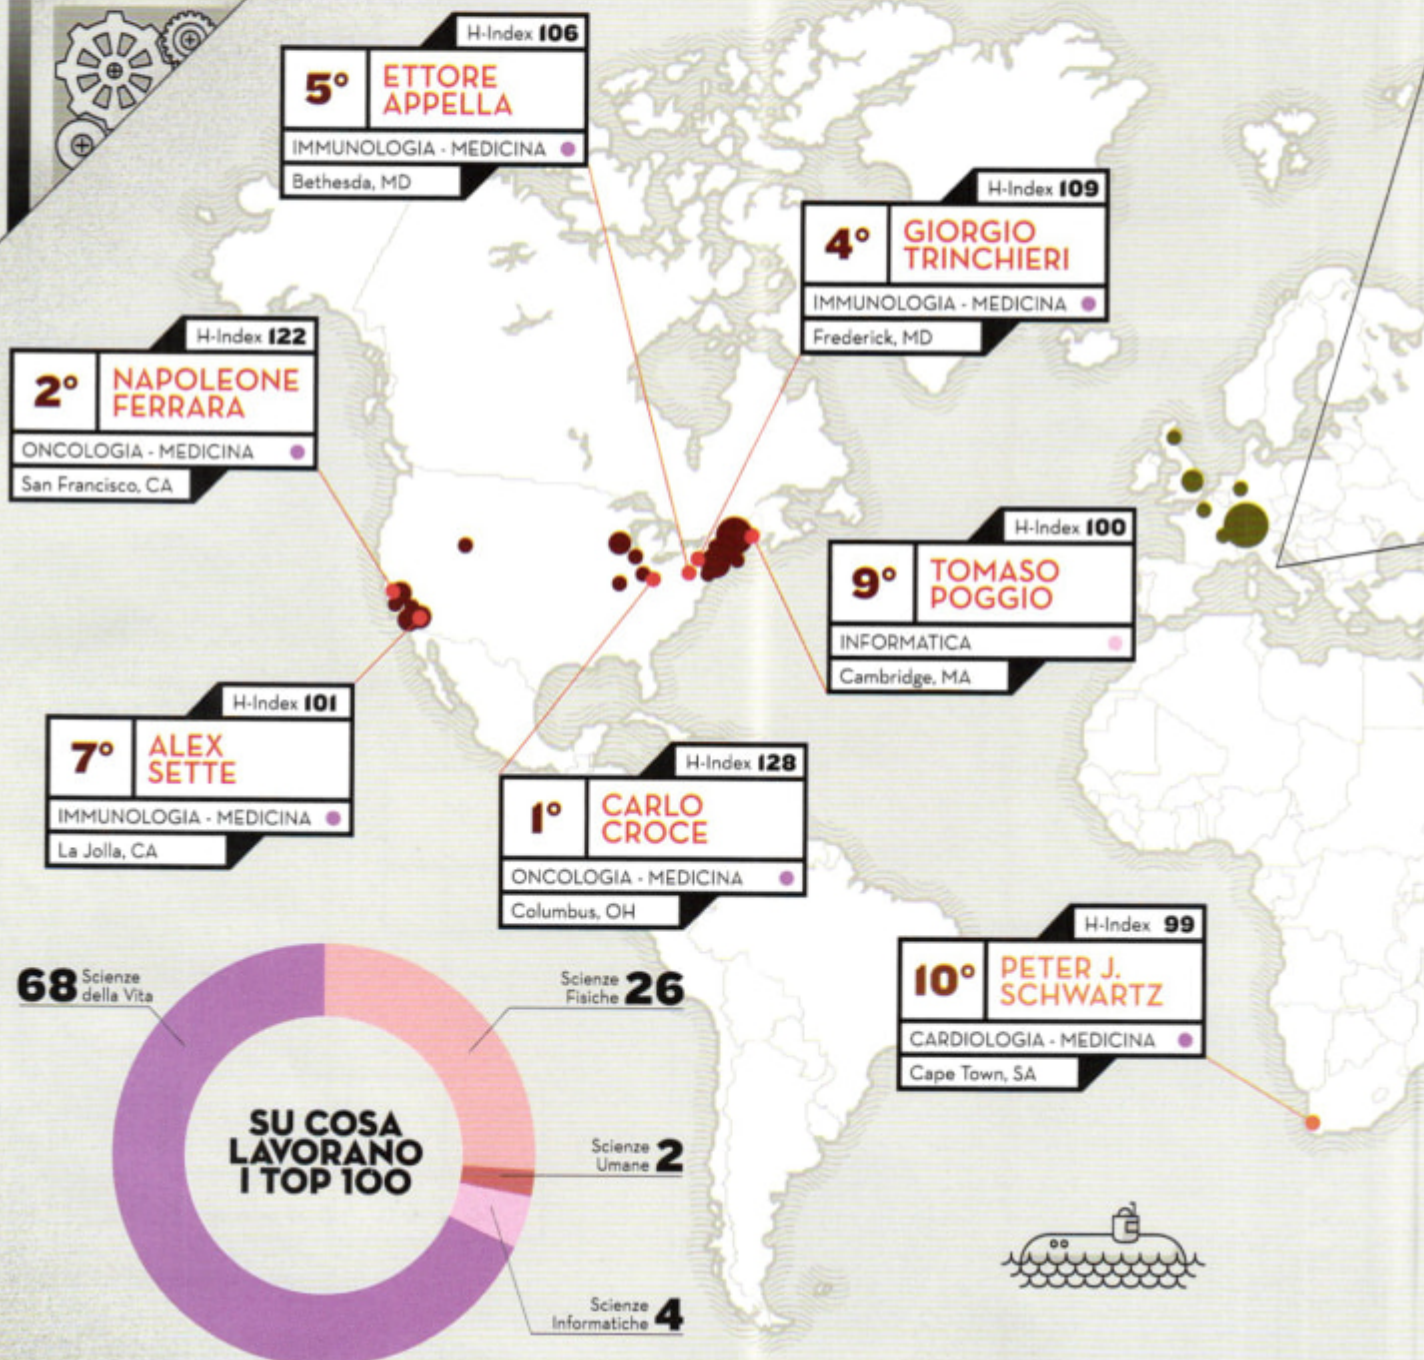 H-Index 106
5°
ETTORE
APPELLA
IMMUNOLOGIA - MEDICINA
Bethesda, MD
H-Index 109
4°
GIORGIO
TRINCHIERI
IMMUNOLOGIA - MEDICINA
Frederick, MD
H-Index 122
2°
NAPOLEONE
FERRARA
ONCOLOGIA - MEDICINA
San Francisco, CA
H-Index 100
9°
TOMASO
POGGIO
INFORMATICA
Cambridge, MA
H-Index 101
7°
ALEX
SETTE
IMMUNOLOGIA - MEDICINA
La Jolla, CA
H-Index 128
1°
CARLO
CROCE
ONCOLOGIA - MEDICINA
Columbus, OH
H-Index 99
10°
PETER J.
SCHWARTZ
CARDIOLOGIA - MEDICINA
Cape Town, SA
68 Scienze
della Vita
Scienze
Fisiche 26
SU COSA
LAVORANO
I TOP 100
Scienze
Umane 2
Scienze
Informatiche 4